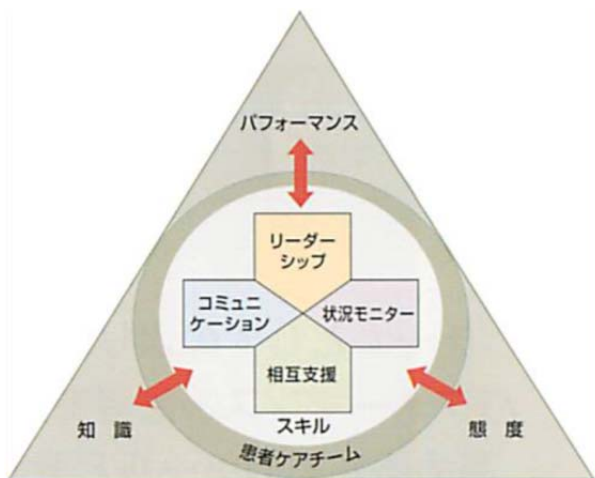 パフォーマンス
リーダー
シップ
コミュニ
ケーション
状況モニター
相互支援
スキル
知 識
態 度
患者ケアチーム